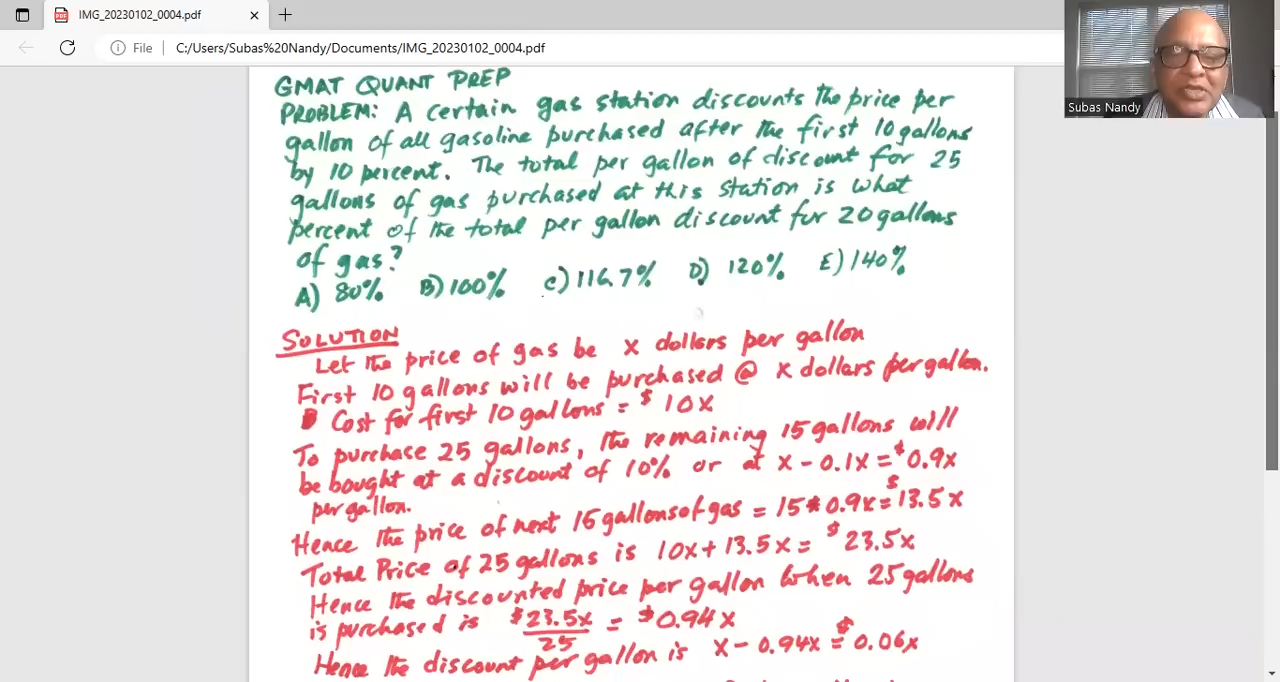 IMG_20230102_0004.pdf
File
C:/Users/Subas%20Nandy/Documents/IMG_20230102_0004.pdf
Subas Nandy
GMAT QUANT PREP
PROBLEM: A certain gas station discounts the price per
gallon of all gasoline purchased after the first 10 gallons
by 10 percent. The total per gallon of discount for 25
gallons of gas purchased at this station is what
percent of the total per gallon discount for 20 gallons
of gas?
A) 80% B) 100% C) 116.7% D) 120% E) 140%
SOLUTION
Let the price of gas be x dollars per gallon
First 10 gallons will be purchased @ x dollars per gallon.
Cost for first 10 gallons = $ 10x
To purchase 25 gallons, the remaining 15 gallons will
be bought at a discount of 10% or at x - 0.1x = $0.9x
per gallon.
Hence the price of next 15 gallons of gas = 15 * 0.9x = $13.5x
Total Price of 25 gallons is 10x + 13.5x = $23.5x
Hence the discounted price per gallon when 25 gallons
is purchased is $23.5x/25 = $0.94x
Hence the discount per gallon is x - 0.94x = $0.06x